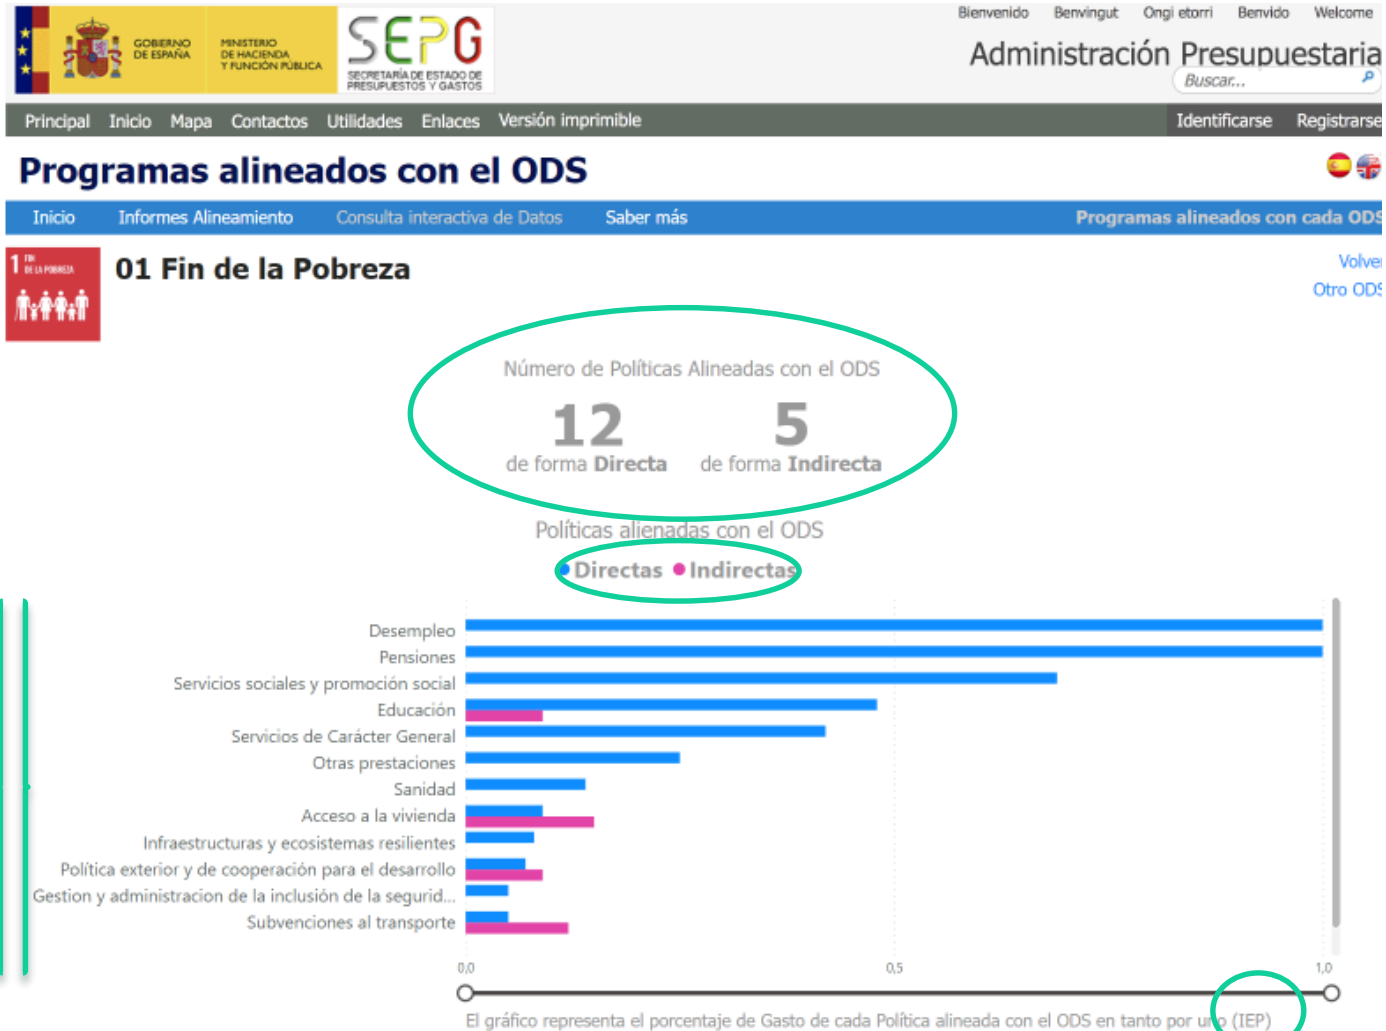 Bienvenido Benvingut Ongi etorri Benvido Welcome
GOBIERNO DE ESPAÑA
MINISTERIO DE HACIENDA Y FUNCIÓN PÚBLICA
SEPG
SECRETARÍA DE ESTADO DE PRESUPUESTOS Y GASTOS
Administración Presupuestaria
Buscar...
Principal Inicio Mapa Contactos Utilidades Enlaces Versión imprimible Identificarse Registrarse
Programas alineados con el ODS
Inicio Informes Alineamiento Consulta interactiva de Datos Saber más Programas alineados con cada ODS
1 FIN DE LA POBREZA
01 Fin de la Pobreza
Volver
Otro ODS
Número de Políticas Alineadas con el ODS
12 5
de forma Directa de forma Indirecta
Políticas alienadas con el ODS
Directas Indirectas
Desempleo
Pensiones
Servicios sociales y promoción social
Educación
Servicios de Carácter General
Otras prestaciones
Sanidad
Acceso a la vivienda
Infraestructuras y ecosistemas resilientes
Política exterior y de cooperación para el desarrollo
Gestion y administracion de la inclusión de la segurid...
Subvenciones al transporte
0,0 0,5 1,0
El gráfico representa el porcentaje de Gasto de cada Política alineada con el ODS en tanto por uno (IEP)